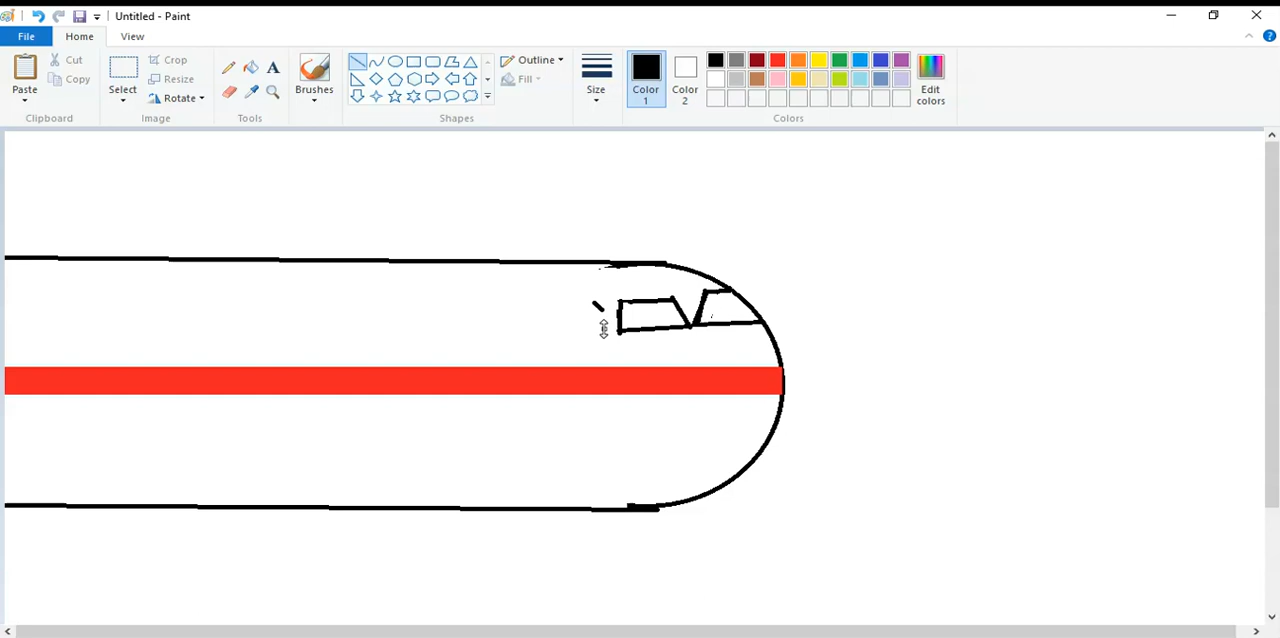 Untitled - Paint
File Home View
Paste
Cut
Copy
Clipboard
Select
Crop
Resize
Rotate
Image
A
Tools
Brushes
Outline
Fill
Shapes
Size
Color
1
Color
2
Edit
colors
Colors